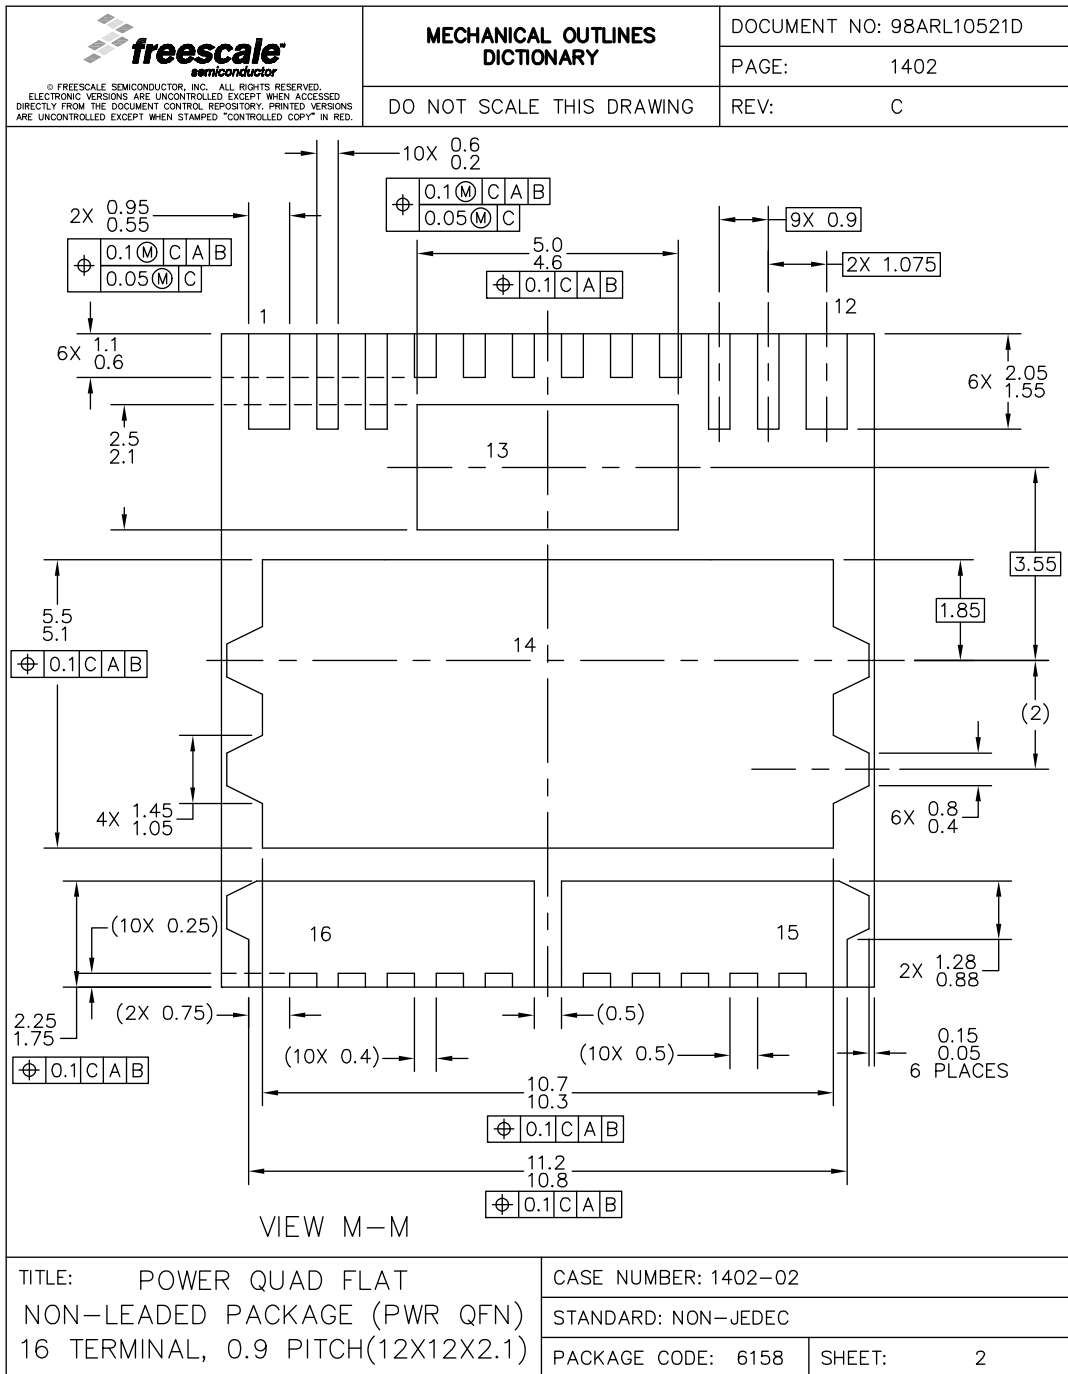 freescale
semiconductor
© FREESCALE SEMICONDUCTOR, INC. ALL RIGHTS RESERVED.
ELECTRONIC VERSIONS ARE UNCONTROLLED EXCEPT WHEN ACCESSED
DIRECTLY FROM THE DOCUMENT CONTROL REPOSITORY. PRINTED VERSIONS
ARE UNCONTROLLED EXCEPT WHEN STAMPED "CONTROLLED COPY" IN RED.
MECHANICAL OUTLINES
DICTIONARY
DO NOT SCALE THIS DRAWING
DOCUMENT NO: 98ARL10521D
PAGE: 1402
REV: C
10X 0.6
0.2
⌖ 0.1Ⓜ C A B
0.05Ⓜ C
2X 0.95
0.55
⌖ 0.1Ⓜ C A B
0.05Ⓜ C
9X 0.9
5.0
4.6
⌖ 0.1 C A B
2X 1.075
1
12
6X 1.1
0.6
6X 2.05
1.55
2.5
2.1
13
3.55
1.85
5.5
5.1
⌖ 0.1 C A B
14
(2)
4X 1.45
1.05
6X 0.8
0.4
(10X 0.25)
16
15
2X 1.28
0.88
2.25
1.75
⌖ 0.1 C A B
(2X 0.75)
(0.5)
(10X 0.4)
(10X 0.5)
0.15
0.05
6 PLACES
10.7
10.3
⌖ 0.1 C A B
11.2
10.8
⌖ 0.1 C A B
VIEW M-M
TITLE: POWER QUAD FLAT
NON-LEADED PACKAGE (PWR QFN)
16 TERMINAL, 0.9 PITCH(12X12X2.1)
CASE NUMBER: 1402-02
STANDARD: NON-JEDEC
PACKAGE CODE: 6158
SHEET: 2